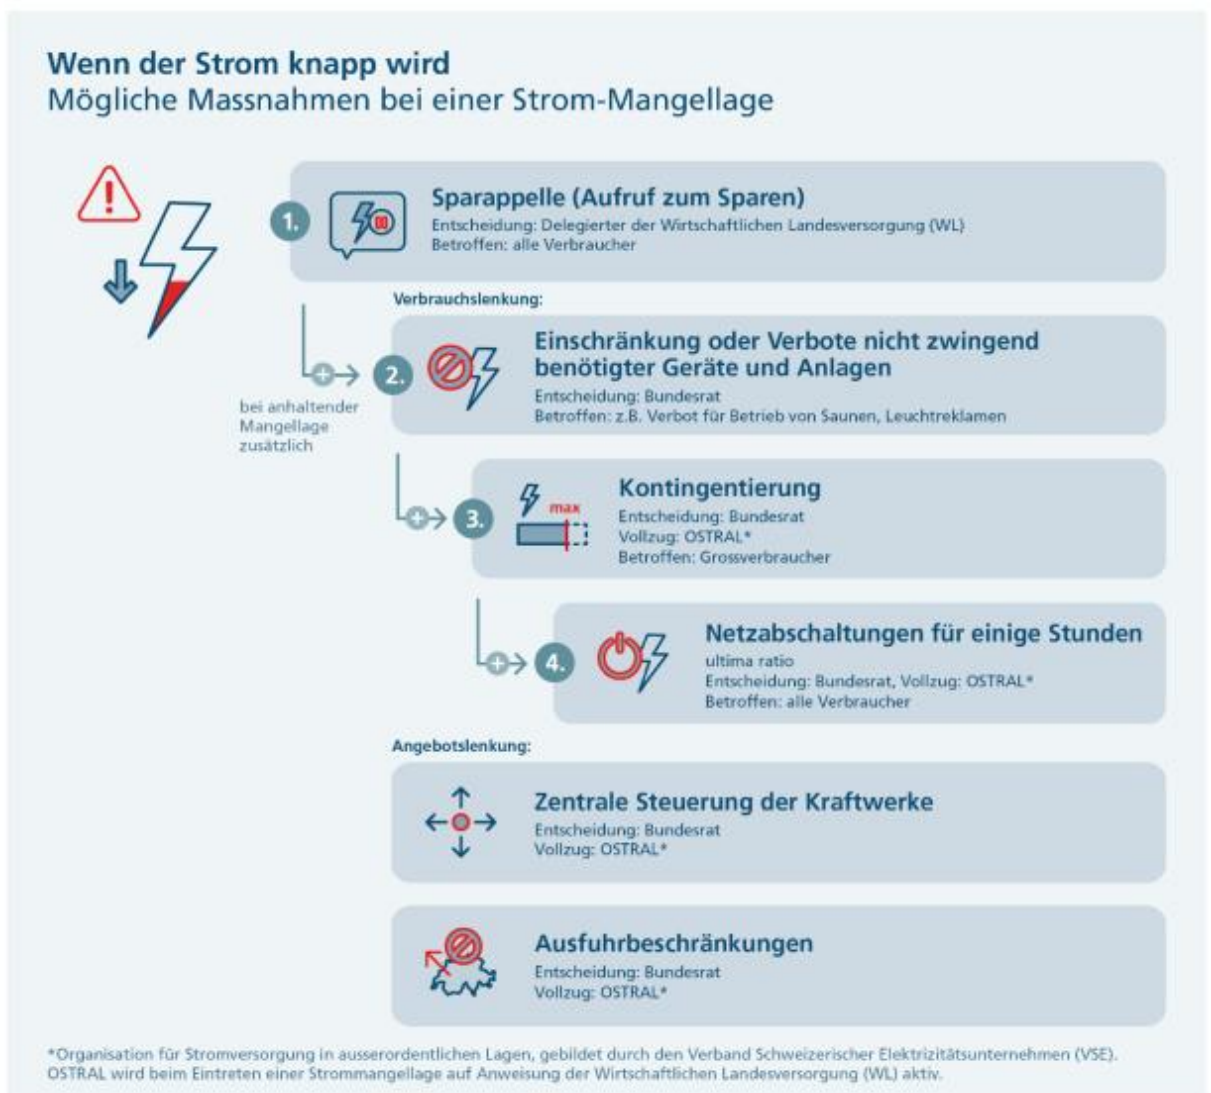 Wenn der Strom knapp wird
Mögliche Massnahmen bei einer Strom-Mangellage
1.
Sparappelle (Aufruf zum Sparen)
Entscheidung: Delegierter der Wirtschaftlichen Landesversorgung (WL)
Betroffen: alle Verbraucher
Verbrauchslenkung:
bei anhaltender
Mangellage
zusätzlich
2.
Einschränkung oder Verbote nicht zwingend
benötigter Geräte und Anlagen
Entscheidung: Bundesrat
Betroffen: z.B. Verbot für Betrieb von Saunen, Leuchtreklamen
3.
max
Kontingentierung
Entscheidung: Bundesrat
Vollzug: OSTRAL*
Betroffen: Grossverbraucher
4.
Netzabschaltungen für einige Stunden
ultima ratio
Entscheidung: Bundesrat, Vollzug: OSTRAL*
Betroffen: alle Verbraucher
Angebotslenkung:
Zentrale Steuerung der Kraftwerke
Entscheidung: Bundesrat
Vollzug: OSTRAL*
Ausfuhrbeschränkungen
Entscheidung: Bundesrat
Vollzug: OSTRAL*
*Organisation für Stromversorgung in ausserordentlichen Lagen, gebildet durch den Verband Schweizerischer Elektrizitätsunternehmen (VSE).
OSTRAL wird beim Eintreten einer Strommangellage auf Anweisung der Wirtschaftlichen Landesversorgung (WL) aktiv.